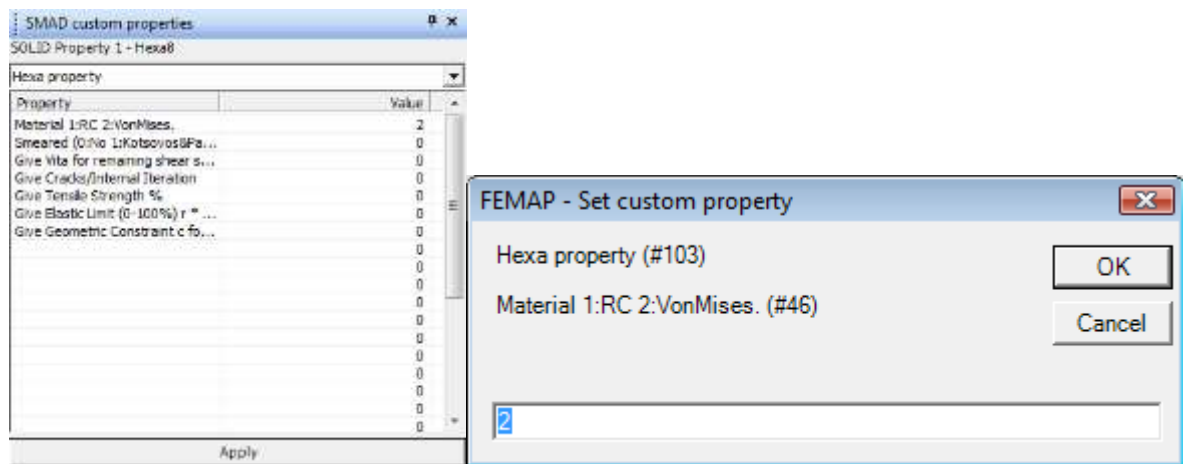 SMAD custom properties
SOLID Property 1 - Hexa8
Hexa property
Property Value
Material 1:RC 2:VonMises. 2
Smeared (0:No 1:Kotsovos&Pa... 0
Give Vita for remaining shear s... 0
Give Cracks/Internal Iteration 0
Give Tensile Strength % 0
Give Elastic Limit (0-100%) r * ... 0
Give Geometric Constraint c fo... 0
0
0
0
0
0
0
0
0
0
0
0
Apply
FEMAP - Set custom property
Hexa property (#103)
OK
Material 1:RC 2:VonMises. (#46)
Cancel
2